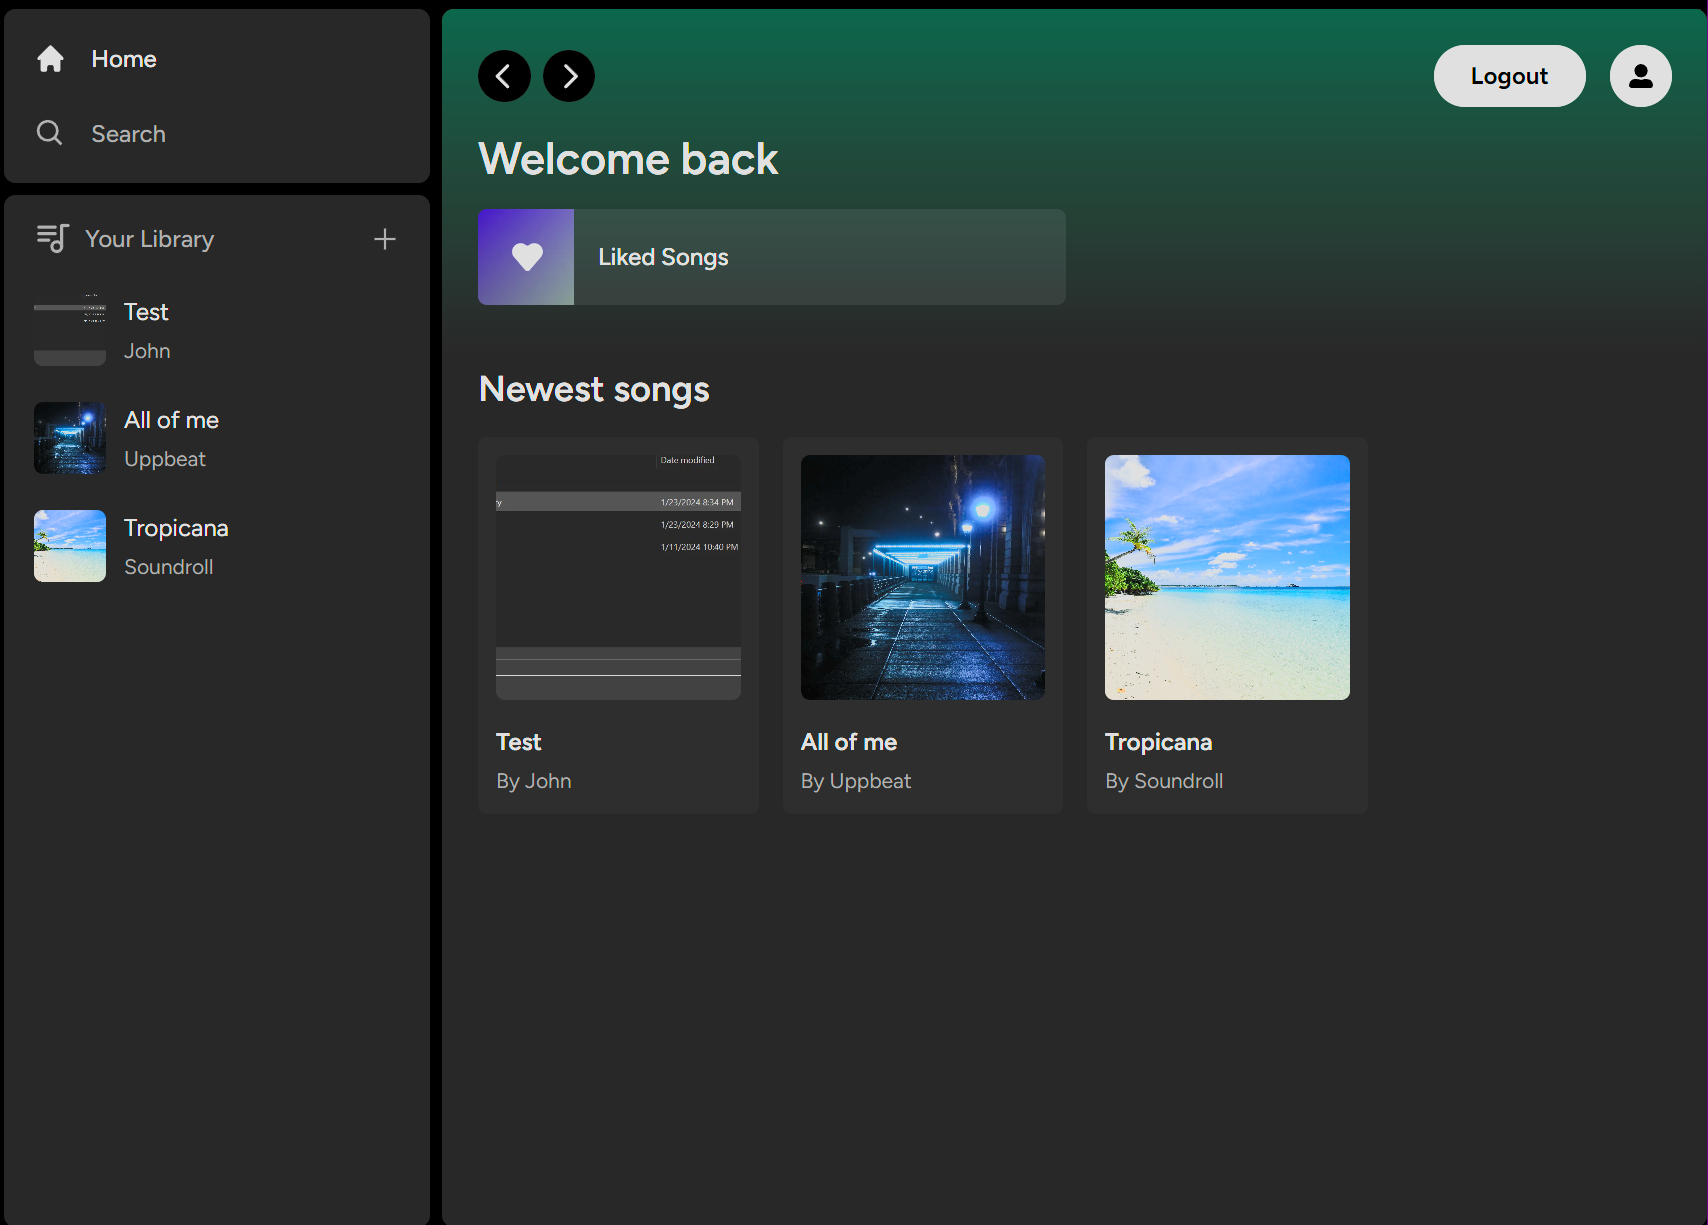 Home
Search
Your Library
Test
John
All of me
Uppbeat
Tropicana
Soundroll
Logout
Welcome back
Liked Songs
Newest songs
Date modified
y
1/23/2024 8:34 PM
1/23/2024 8:29 PM
1/11/2024 10:40 PM
Test
By John
All of me
By Uppbeat
Tropicana
By Soundroll